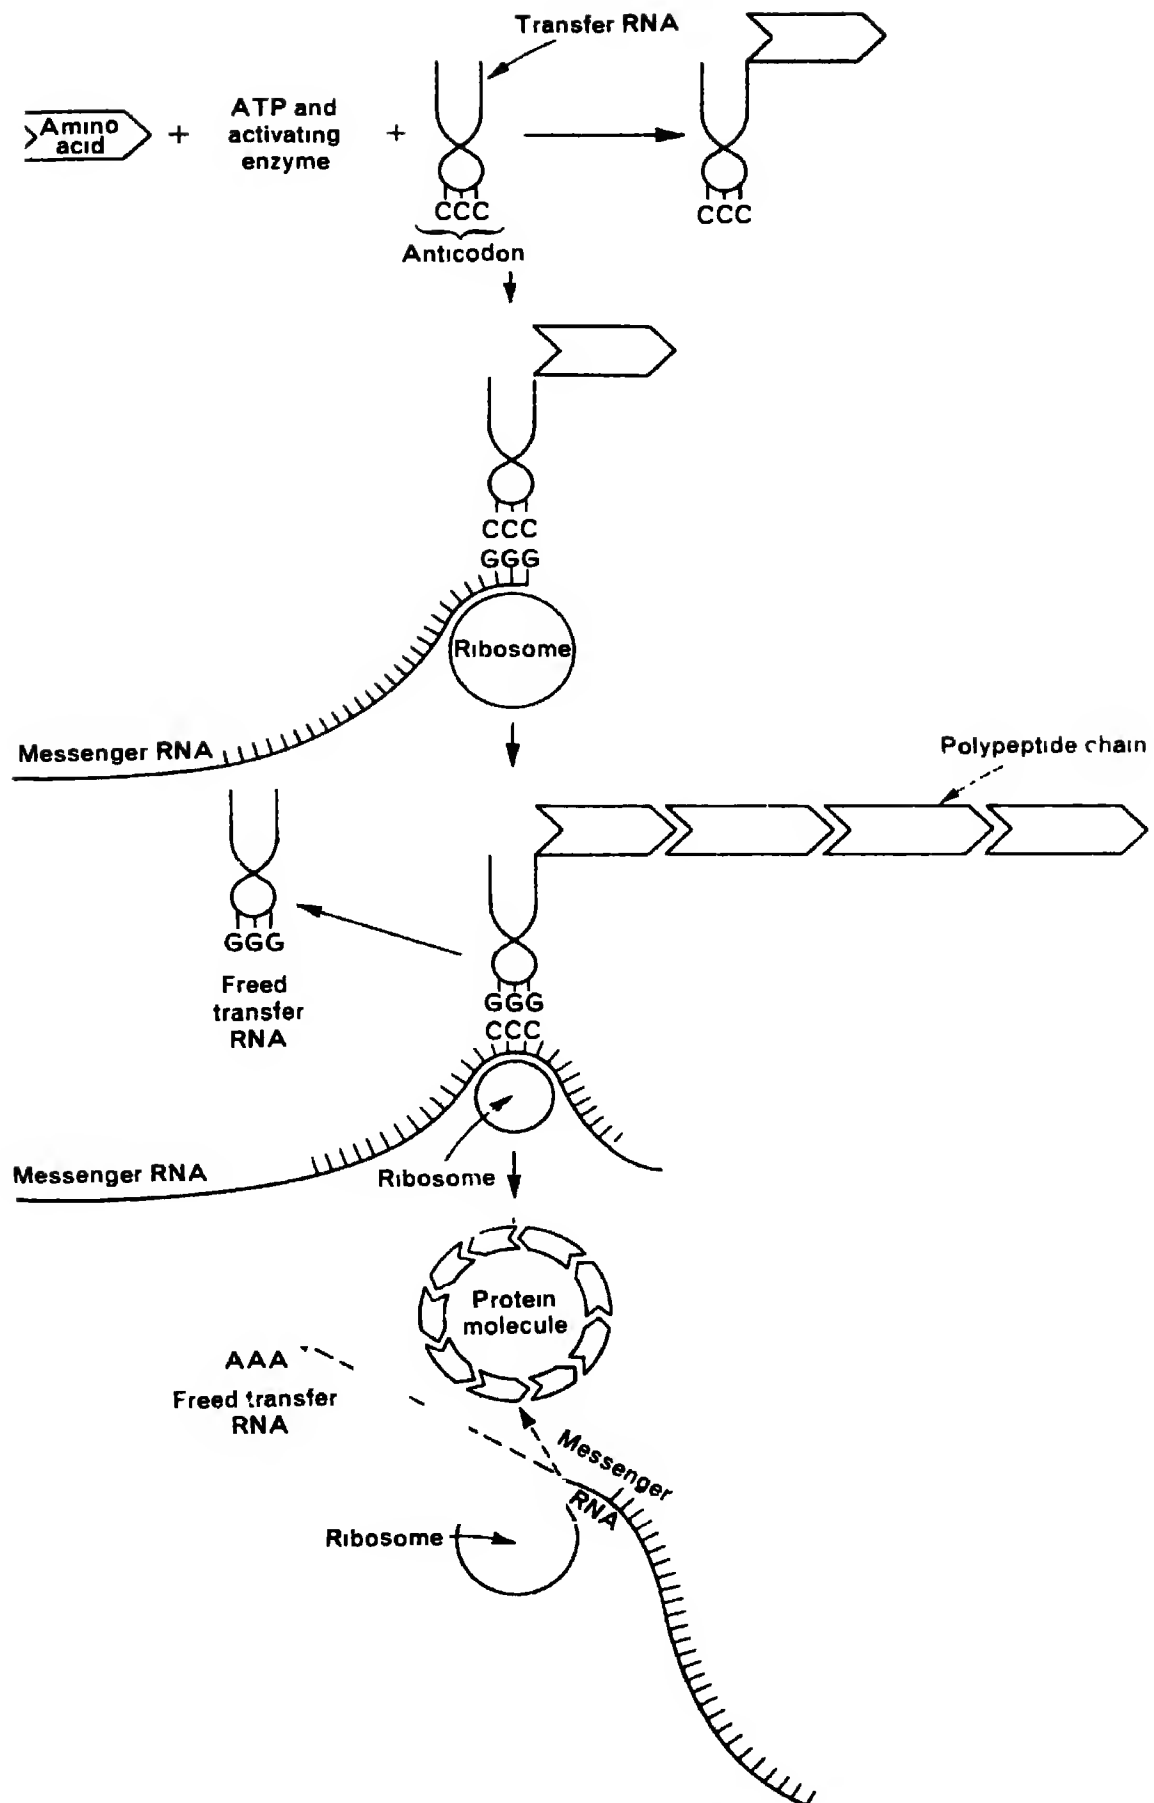 Transfer RNA
Amino
acid
+
ATP and
activating
enzyme
+
CCC
CCC
Anticodon
CCC
GGG
Ribosome
Messenger RNA
Polypeptide chain
GGG
Freed
transfer
RNA
GGG
CCC
Messenger RNA
Ribosome
Protein
molecule
AAA
Freed transfer
RNA
Messenger
RNA
Ribosome